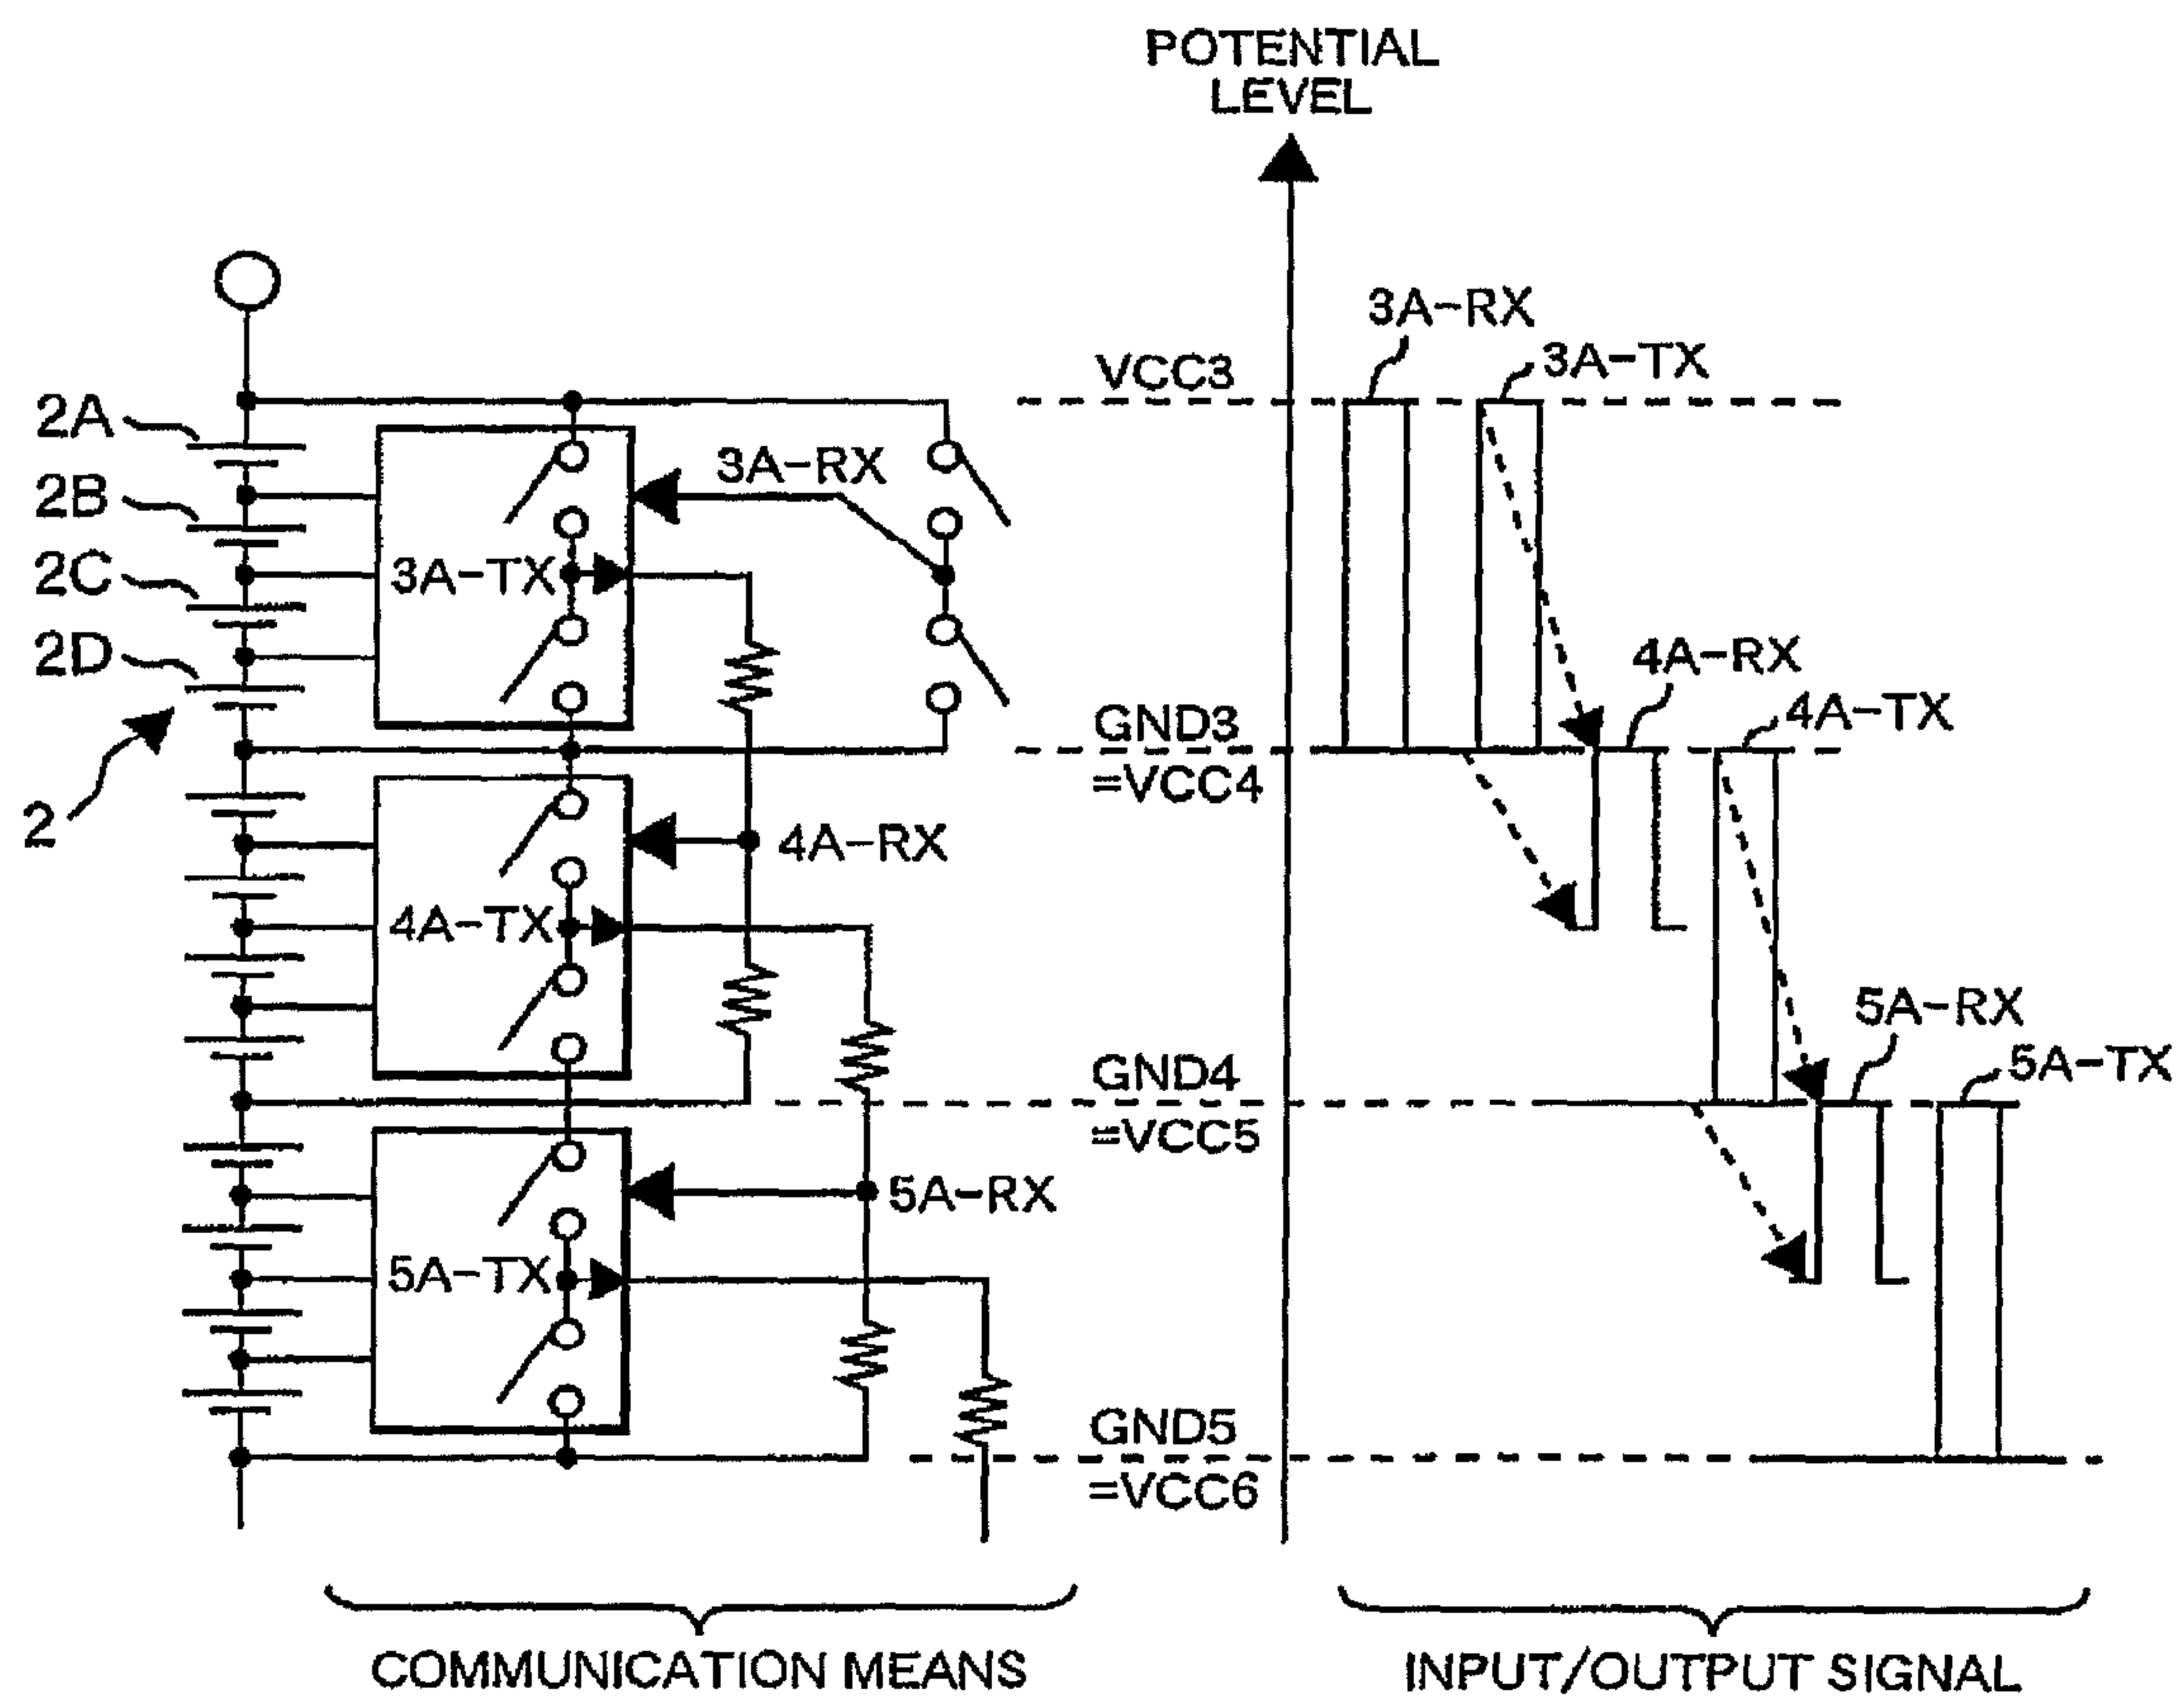 POTENTIAL
LEVEL
3A-RX
3A-TX
VCC3
2A
3A-RX
2B
2C
3A-TX
2D
4A-RX
4A-TX
GND3
=VCC4
2
4A-RX
4A-TX
5A-RX
GND4
5A-TX
=VCC5
5A-RX
5A-TX
GND5
=VCC6
COMMUNICATION MEANS
INPUT/OUTPUT SIGNAL